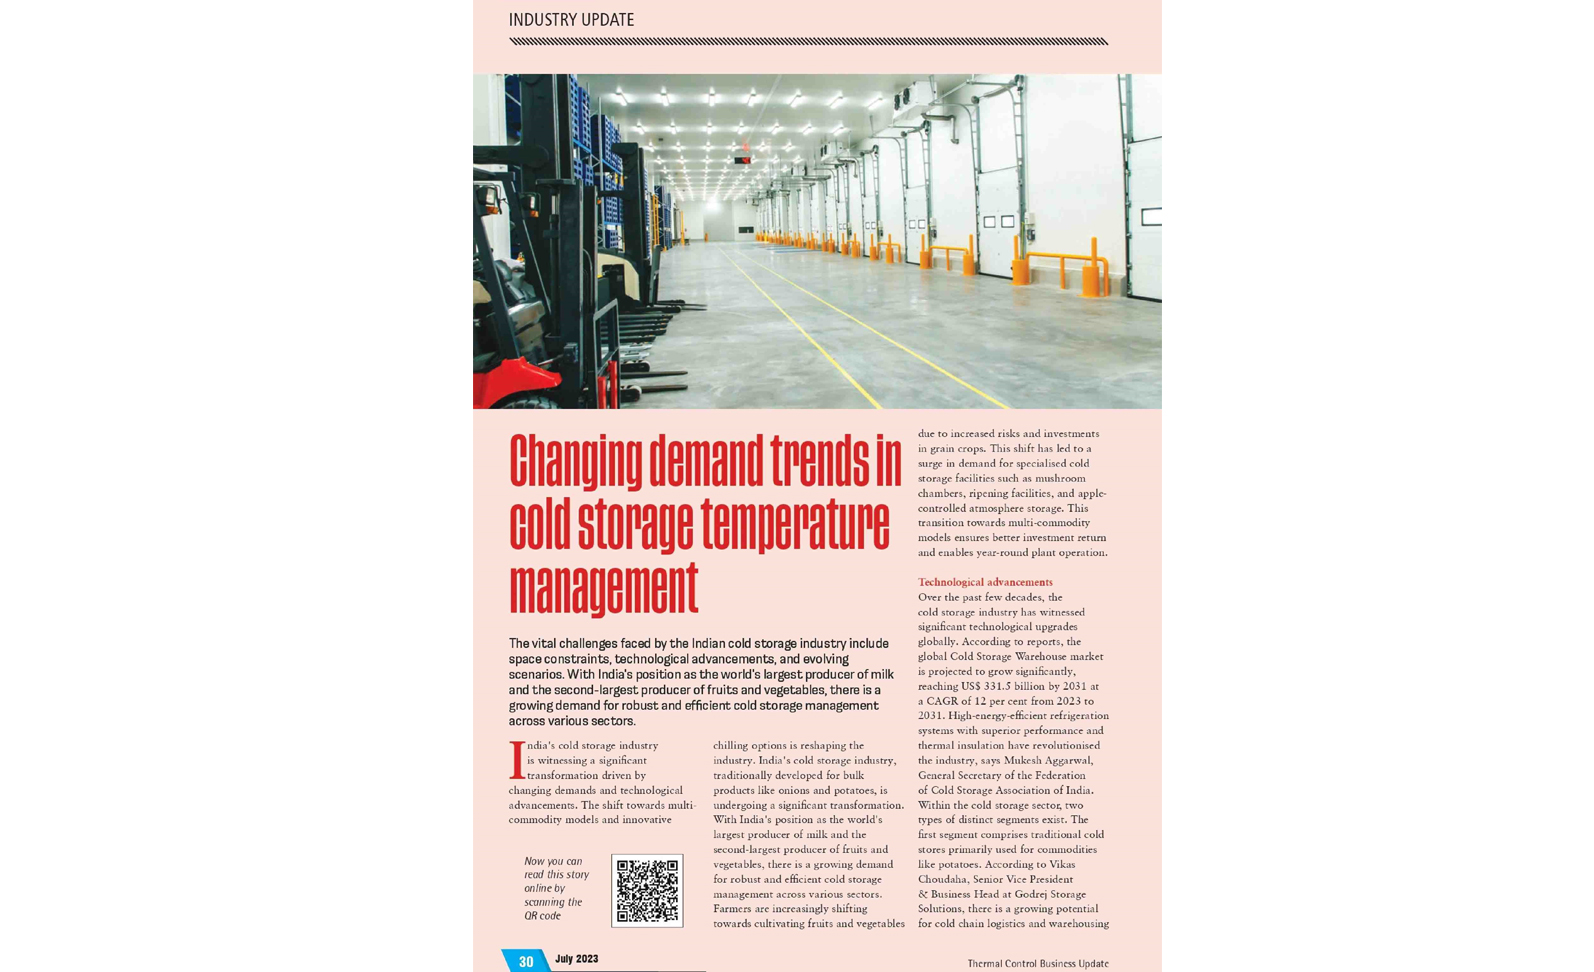 INDUSTRY UPDATE
Changing demand trends in
cold storage temperature
management
The vital challenges faced by the Indian cold storage industry include
space constraints, technological advancements, and evolving
scenarios. With India's position as the world's largest producer of milk
and the second-largest producer of fruits and vegetables, there is a
growing demand for robust and efficient cold storage management
across various sectors.
India's cold storage industry
is witnessing a significant
transformation driven by
changing demands and technological
advancements. The shift towards multi-
commodity models and innovative
Now you can
read this story
online by
scanning the
QR code
chilling options is reshaping the
industry. India's cold storage industry,
traditionally developed for bulk
products like onions and potatoes, is
undergoing a significant transformation.
With India's position as the world's
largest producer of milk and the
second-largest producer of fruits and
vegetables, there is a growing demand
for robust and efficient cold storage
management across various sectors.
Farmers are increasingly shifting
towards cultivating fruits and vegetables
due to increased risks and investments
in grain crops. This shift has led to a
surge in demand for specialised cold
storage facilities such as mushroom
chambers, ripening facilities, and apple-
controlled atmosphere storage. This
transition towards multi-commodity
models ensures better investment return
and enables year-round plant operation.
Technological advancements
Over the past few decades, the
cold storage industry has witnessed
significant technological upgrades
globally. According to reports, the
global Cold Storage Warehouse market
is projected to grow significantly,
reaching US$ 331.5 billion by 2031 at
a CAGR of 12 per cent from 2023 to
2031. High-energy-efficient refrigeration
systems with superior performance and
thermal insulation have revolutionised
the industry, says Mukesh Aggarwal,
General Secretary of the Federation
of Cold Storage Association of India.
Within the cold storage sector, two
types of distinct segments exist. The
first segment comprises traditional cold
stores primarily used for commodities
like potatoes. According to Vikas
Choudaha, Senior Vice President
& Business Head at Godrej Storage
Solutions, there is a growing potential
for cold chain logistics and warehousing
30
July 2023
Thermal Control Business Update